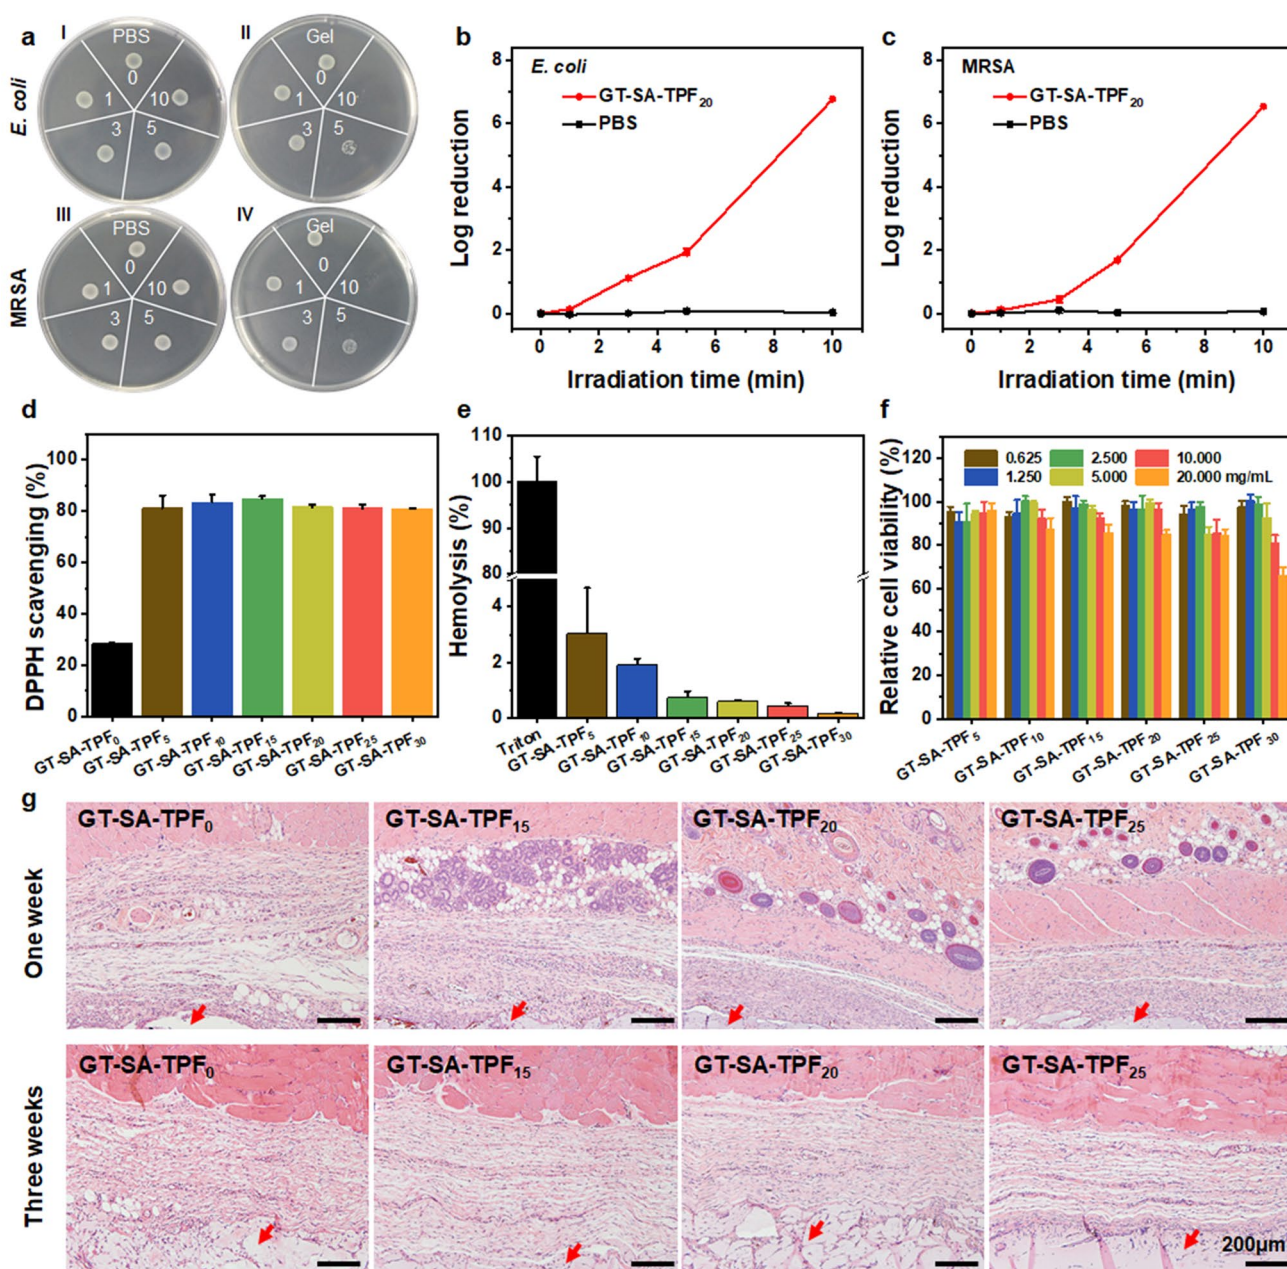 a
I
PBS
0
1
10
3
5
E. coli
II
Gel
0
1
10
3
5
III
PBS
0
1
10
3
5
MRSA
IV
Gel
0
1
10
3
5
b
E. coli
GT-SA-TPF20
PBS
Log reduction
8
6
4
2
0
0 2 4 6 8 10
Irradiation time (min)
c
MRSA
GT-SA-TPF20
PBS
Log reduction
8
6
4
2
0
0 2 4 6 8 10
Irradiation time (min)
d
DPPH scavenging (%)
100
80
60
40
20
0
GT-SA-TPF0
GT-SA-TPF5
GT-SA-TPF10
GT-SA-TPF15
GT-SA-TPF20
GT-SA-TPF25
GT-SA-TPF30
e
Hemolysis (%)
110
100
90
80
4
2
0
Triton
GT-SA-TPF5
GT-SA-TPF10
GT-SA-TPF15
GT-SA-TPF20
GT-SA-TPF25
GT-SA-TPF30
f
Relative cell viability (%)
120
100
80
60
40
20
0
0.625 2.500 10.000
1.250 5.000 20.000 mg/mL
GT-SA-TPF5
GT-SA-TPF10
GT-SA-TPF15
GT-SA-TPF20
GT-SA-TPF25
GT-SA-TPF30
g
One week
GT-SA-TPF0
GT-SA-TPF15
GT-SA-TPF20
GT-SA-TPF25
Three weeks
GT-SA-TPF0
GT-SA-TPF15
GT-SA-TPF20
GT-SA-TPF25
200μm